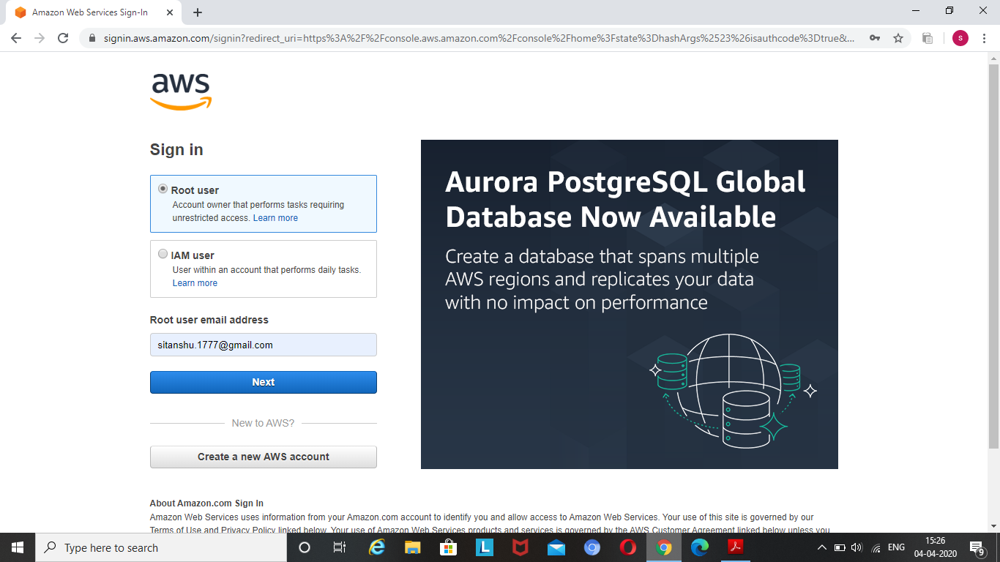 Amazon Web Services Sign-In
signin.aws.amazon.com/signin?redirect_uri=https%3A%2F%2Fconsole.aws.amazon.com%2Fconsole%2Fhome%3Fstate%3DhashArgs%2523%26isauthcode%3Dtrue&...
s
aws
Sign in
Root user
Account owner that performs tasks requiring
unrestricted access. Learn more
IAM user
User within an account that performs daily tasks.
Learn more
Root user email address
sitanshu.1777@gmail.com
Next
New to AWS?
Create a new AWS account
Aurora PostgreSQL Global
Database Now Available
Create a database that spans multiple
AWS regions and replicates your data
with no impact on performance
About Amazon.com Sign In
Amazon Web Services uses information from your Amazon.com account to identify you and allow access to Amazon Web Services. Your use of this site is governed by our
Terms of Use and Privacy Policy linked below. Your use of Amazon Web Services products and services is governed by the AWS Customer Agreement linked below unless you
Type here to search
L
ENG
15:26
04-04-2020
9